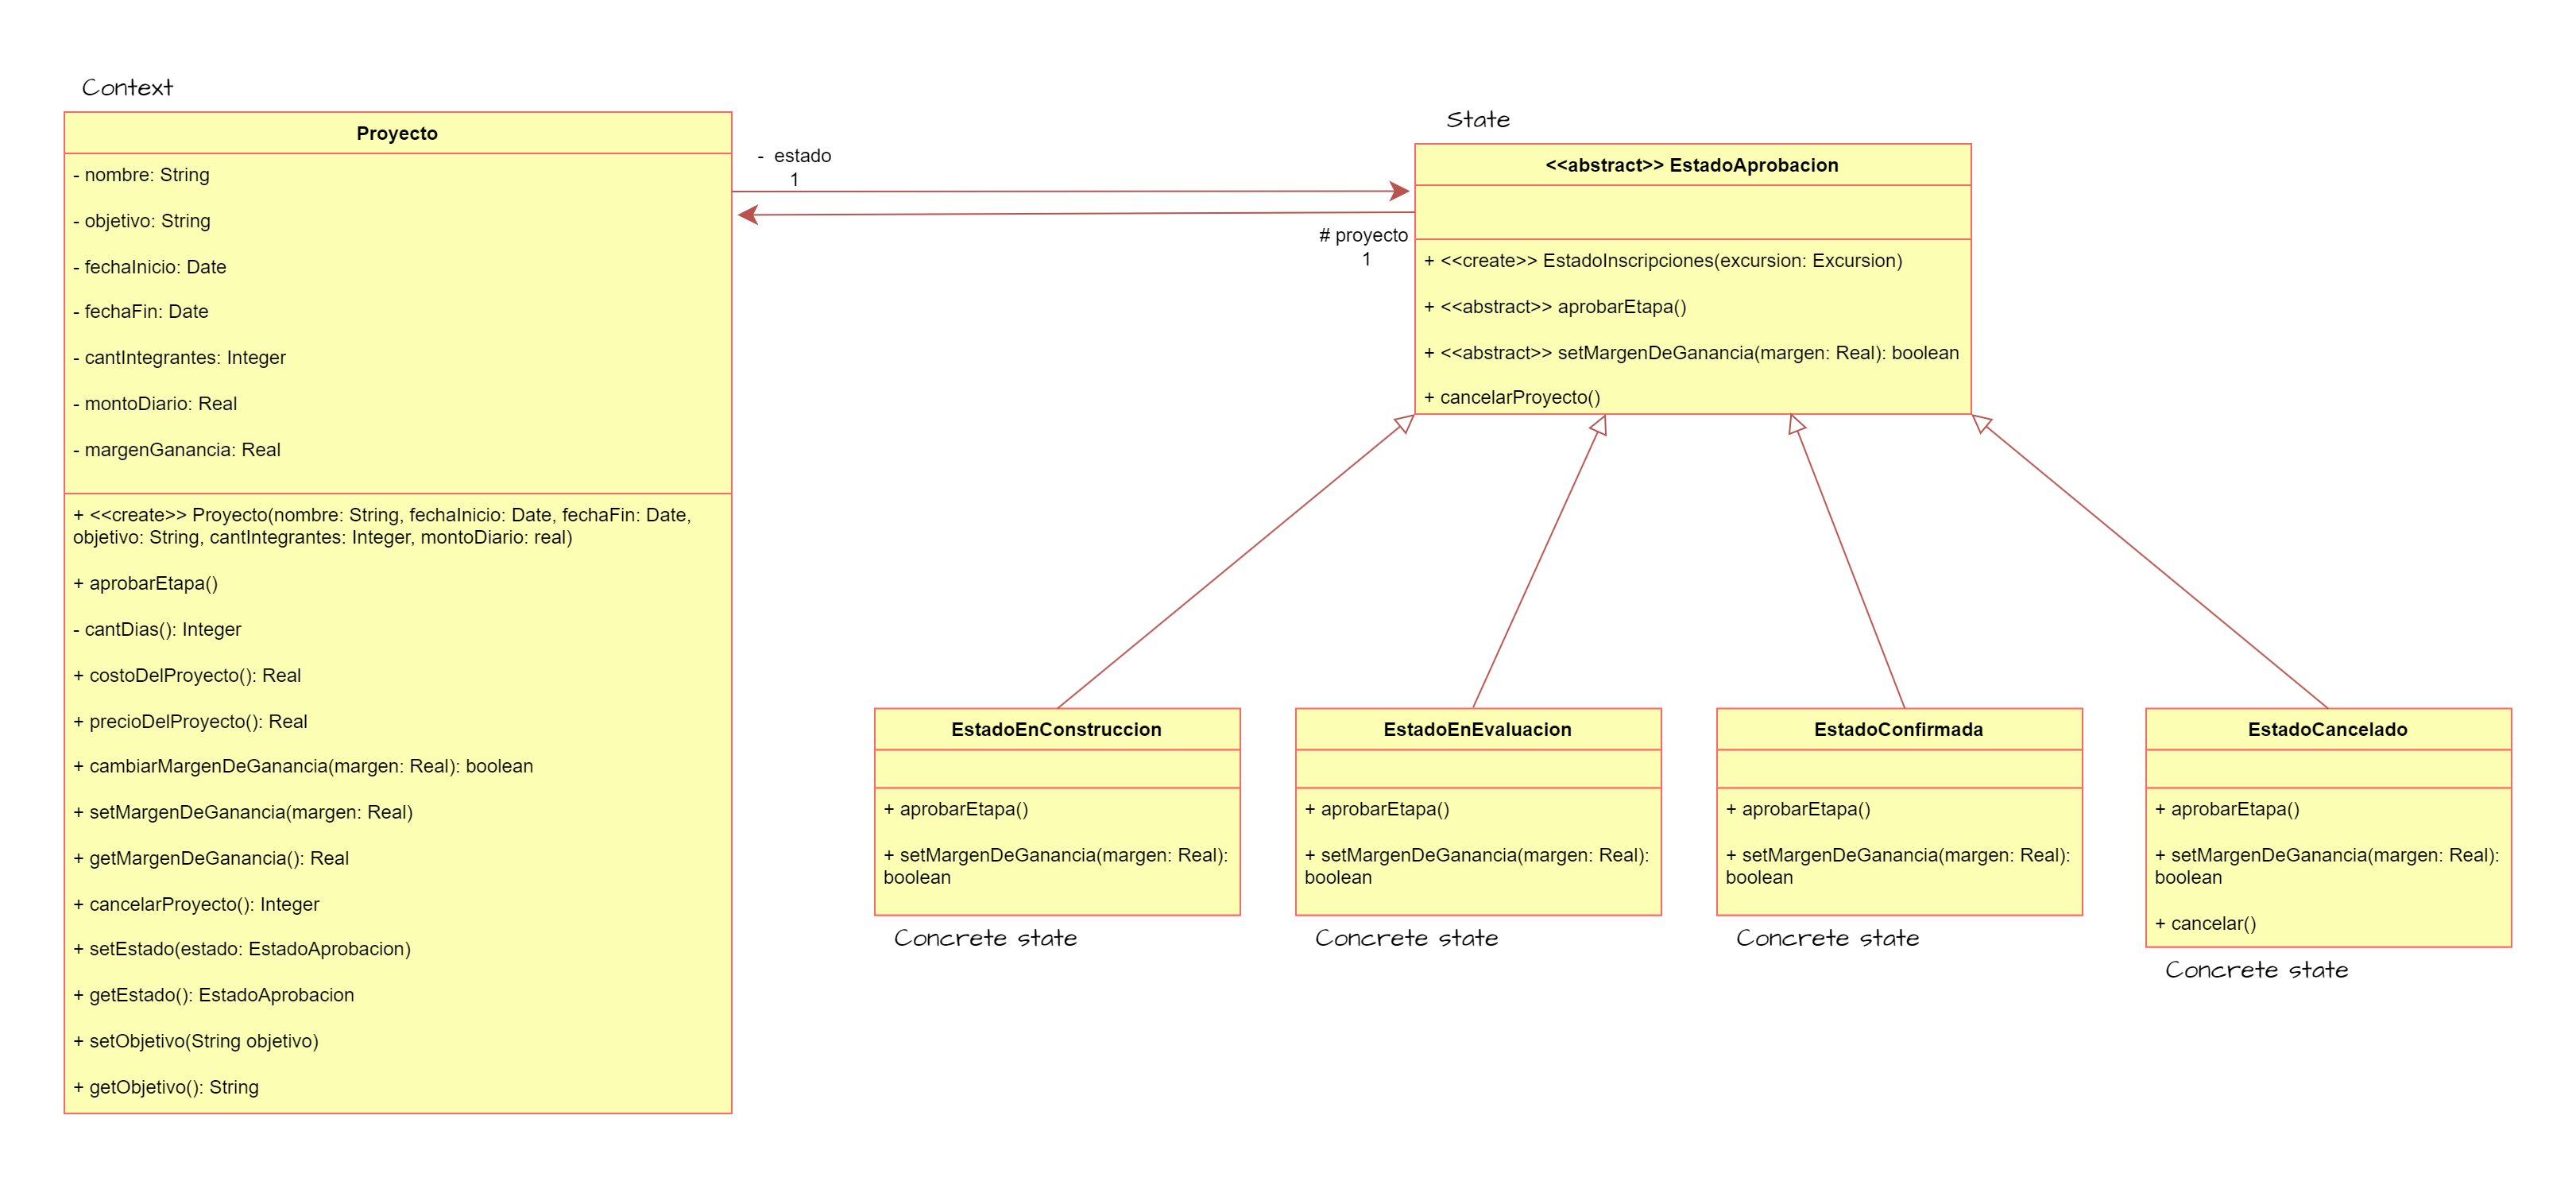 Context
Proyecto
- nombre: String
- objetivo: String
- fechaInicio: Date
- fechaFin: Date
- cantIntegrantes: Integer
- montoDiario: Real
- margenGanancia: Real
+ <<create>> Proyecto(nombre: String, fechaInicio: Date, fechaFin: Date,
objetivo: String, cantIntegrantes: Integer, montoDiario: real)
+ aprobarEtapa()
- cantDias(): Integer
+ costoDelProyecto(): Real
+ precioDelProyecto(): Real
+ cambiarMargenDeGanancia(margen: Real): boolean
+ setMargenDeGanancia(margen: Real)
+ getMargenDeGanancia(): Real
+ cancelarProyecto(): Integer
+ setEstado(estado: EstadoAprobacion)
+ getEstado(): EstadoAprobacion
+ setObjetivo(String objetivo)
+ getObjetivo(): String
- estado
1
# proyecto
1
State
<<abstract>> EstadoAprobacion
+ <<create>> EstadoInscripciones(excursion: Excursion)
+ <<abstract>> aprobarEtapa()
+ <<abstract>> setMargenDeGanancia(margen: Real): boolean
+ cancelarProyecto()
EstadoEnConstruccion
+ aprobarEtapa()
+ setMargenDeGanancia(margen: Real):
boolean
Concrete state
EstadoEnEvaluacion
+ aprobarEtapa()
+ setMargenDeGanancia(margen: Real):
boolean
Concrete state
EstadoConfirmada
+ aprobarEtapa()
+ setMargenDeGanancia(margen: Real):
boolean
Concrete state
EstadoCancelado
+ aprobarEtapa()
+ setMargenDeGanancia(margen: Real):
boolean
+ cancelar()
Concrete state